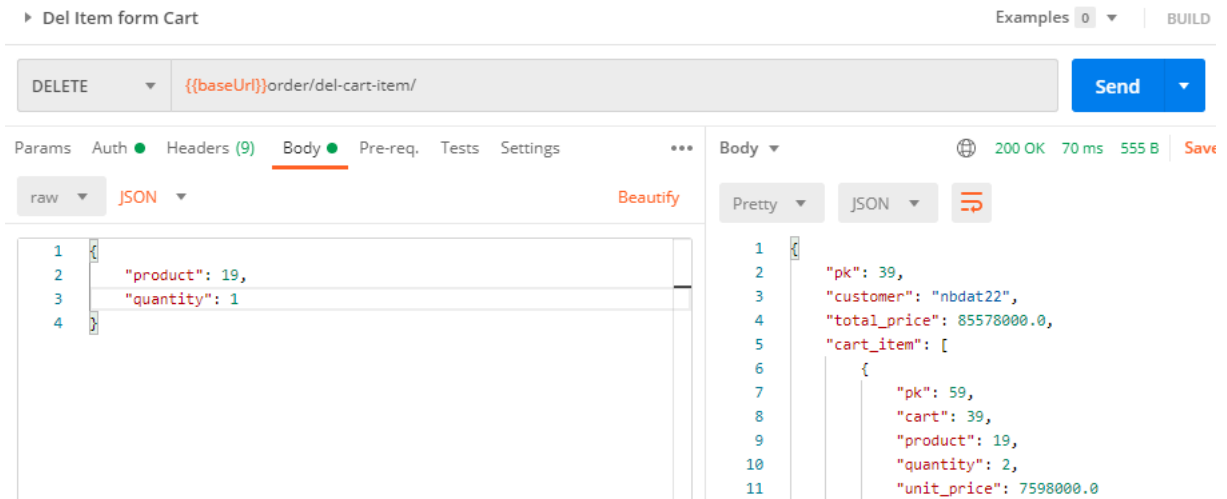 Del Item form Cart
Examples 0
BUILD
DELETE
{{baseUrl}}order/del-cart-item/
Send
Params Auth Headers (9) Body Pre-req. Tests Settings
Body
200 OK 70 ms 555 B Save
raw JSON Beautify
Pretty JSON
1 {
2 "product": 19,
3 "quantity": 1
4 }
1 {
2 "pk": 39,
3 "customer": "nbdat22",
4 "total_price": 85578000.0,
5 "cart_item": [
6 {
7 "pk": 59,
8 "cart": 39,
9 "product": 19,
10 "quantity": 2,
11 "unit_price": 7598000.0